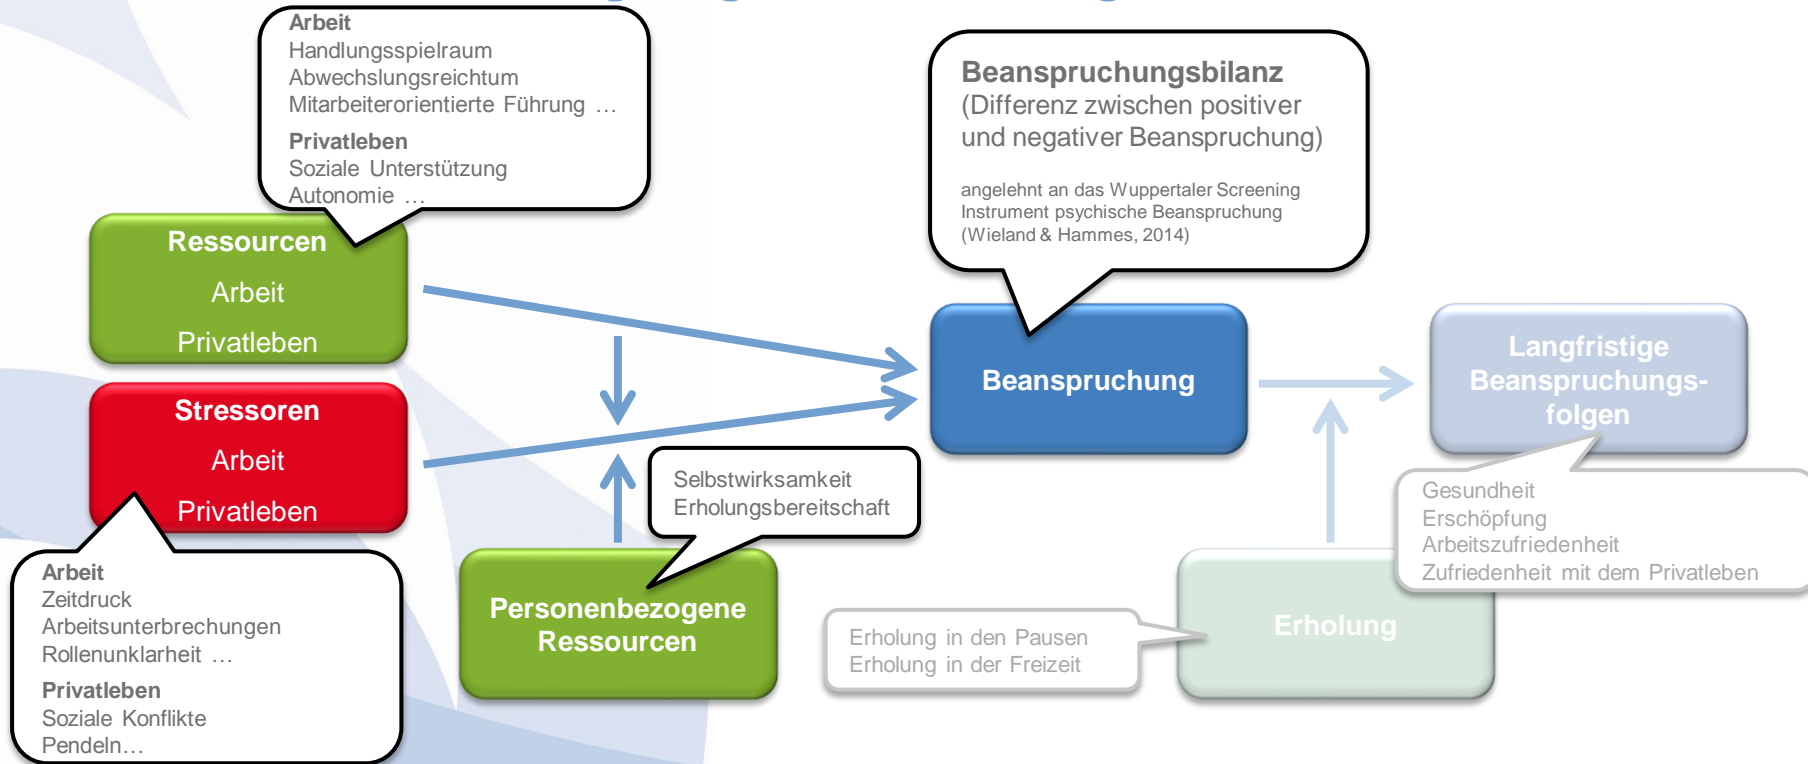 Arbeit
Handlungsspielraum
Abwechslungsreichtum
Mitarbeiterorientierte Führung …
Privatleben
Soziale Unterstützung
Autonomie …
Beanspruchungsbilanz
(Differenz zwischen positiver
und negativer Beanspruchung)
angelehnt an das Wuppertaler Screening
Instrument psychische Beanspruchung
(Wieland & Hammes, 2014)
Ressourcen
Arbeit
Privatleben
Stressoren
Arbeit
Privatleben
Beanspruchung
Langfristige
Beanspruchungs-
folgen
Selbstwirksamkeit
Erholungsbereitschaft
Gesundheit
Erschöpfung
Arbeitszufriedenheit
Zufriedenheit mit dem Privatleben
Arbeit
Zeitdruck
Arbeitsunterbrechungen
Rollenunklarheit …
Privatleben
Soziale Konflikte
Pendeln…
Personenbezogene
Ressourcen
Erholung in den Pausen
Erholung in der Freizeit
Erholung